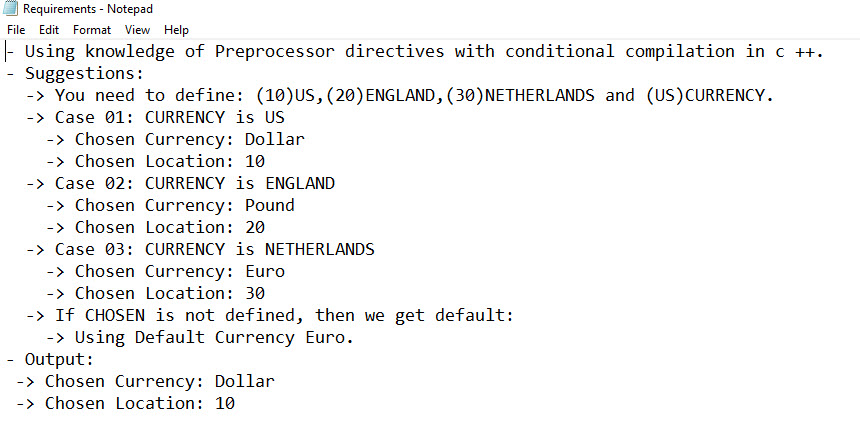 Requirements - Notepad
File Edit Format View Help
- Using knowledge of Preprocessor directives with conditional compilation in c ++.
- Suggestions:
-> You need to define: (10)US,(20)ENGLAND,(30)NETHERLANDS and (US)CURRENCY.
-> Case 01: CURRENCY is US
-> Chosen Currency: Dollar
-> Chosen Location: 10
-> Case 02: CURRENCY is ENGLAND
-> Chosen Currency: Pound
-> Chosen Location: 20
-> Case 03: CURRENCY is NETHERLANDS
-> Chosen Currency: Euro
-> Chosen Location: 30
-> If CHOSEN is not defined, then we get default:
-> Using Default Currency Euro.
- Output:
-> Chosen Currency: Dollar
-> Chosen Location: 10